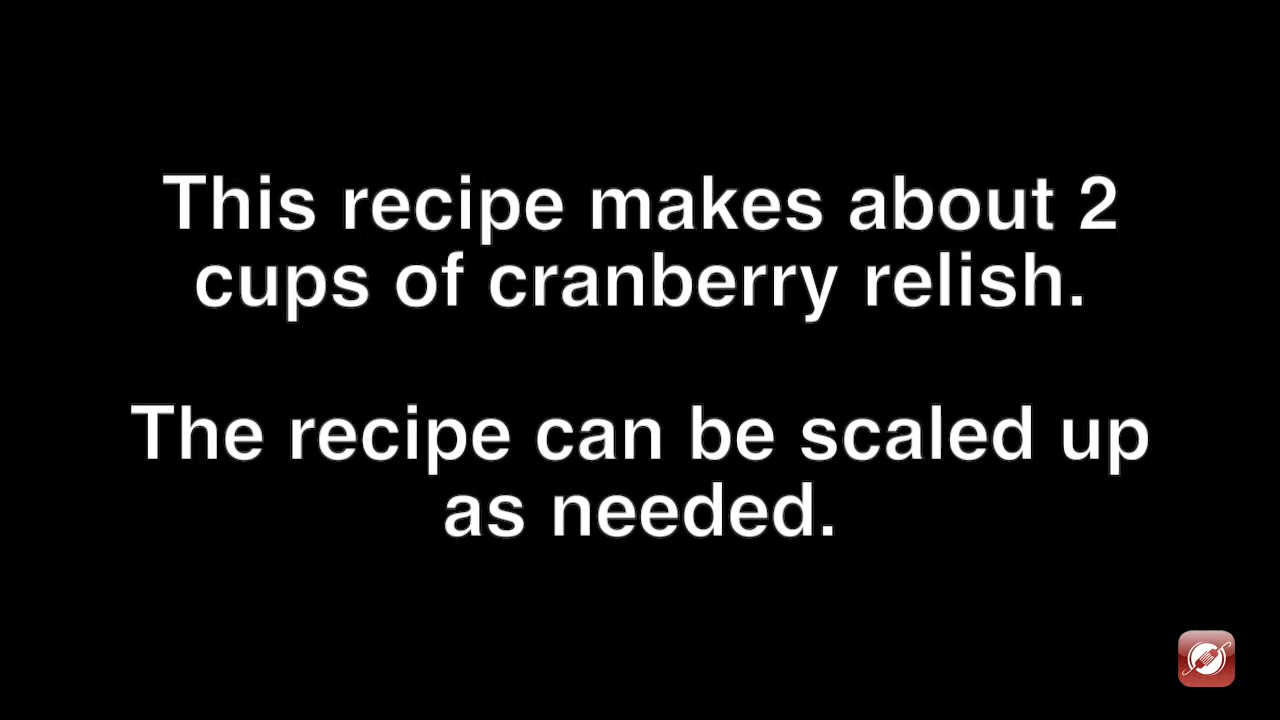 This recipe makes about 2
cups of cranberry relish.
The recipe can be scaled up
as needed.